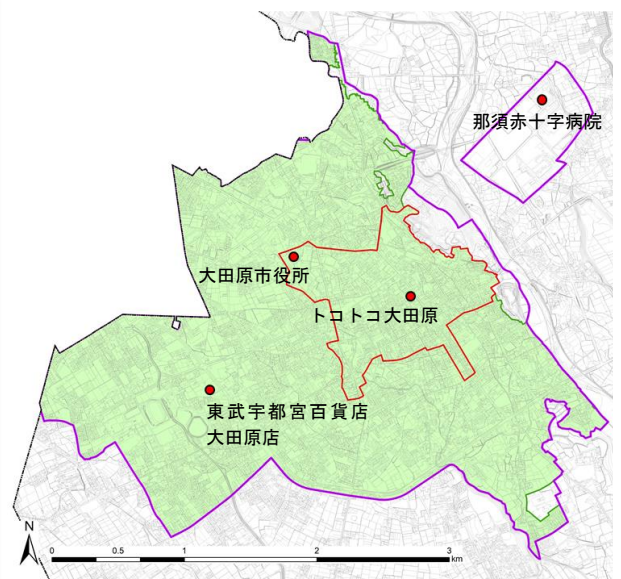 那須赤十字病院
大田原市役所
トコトコ大田原
東武宇都宮百貨店
大田原店
N
0 0.5 1 2 3
km